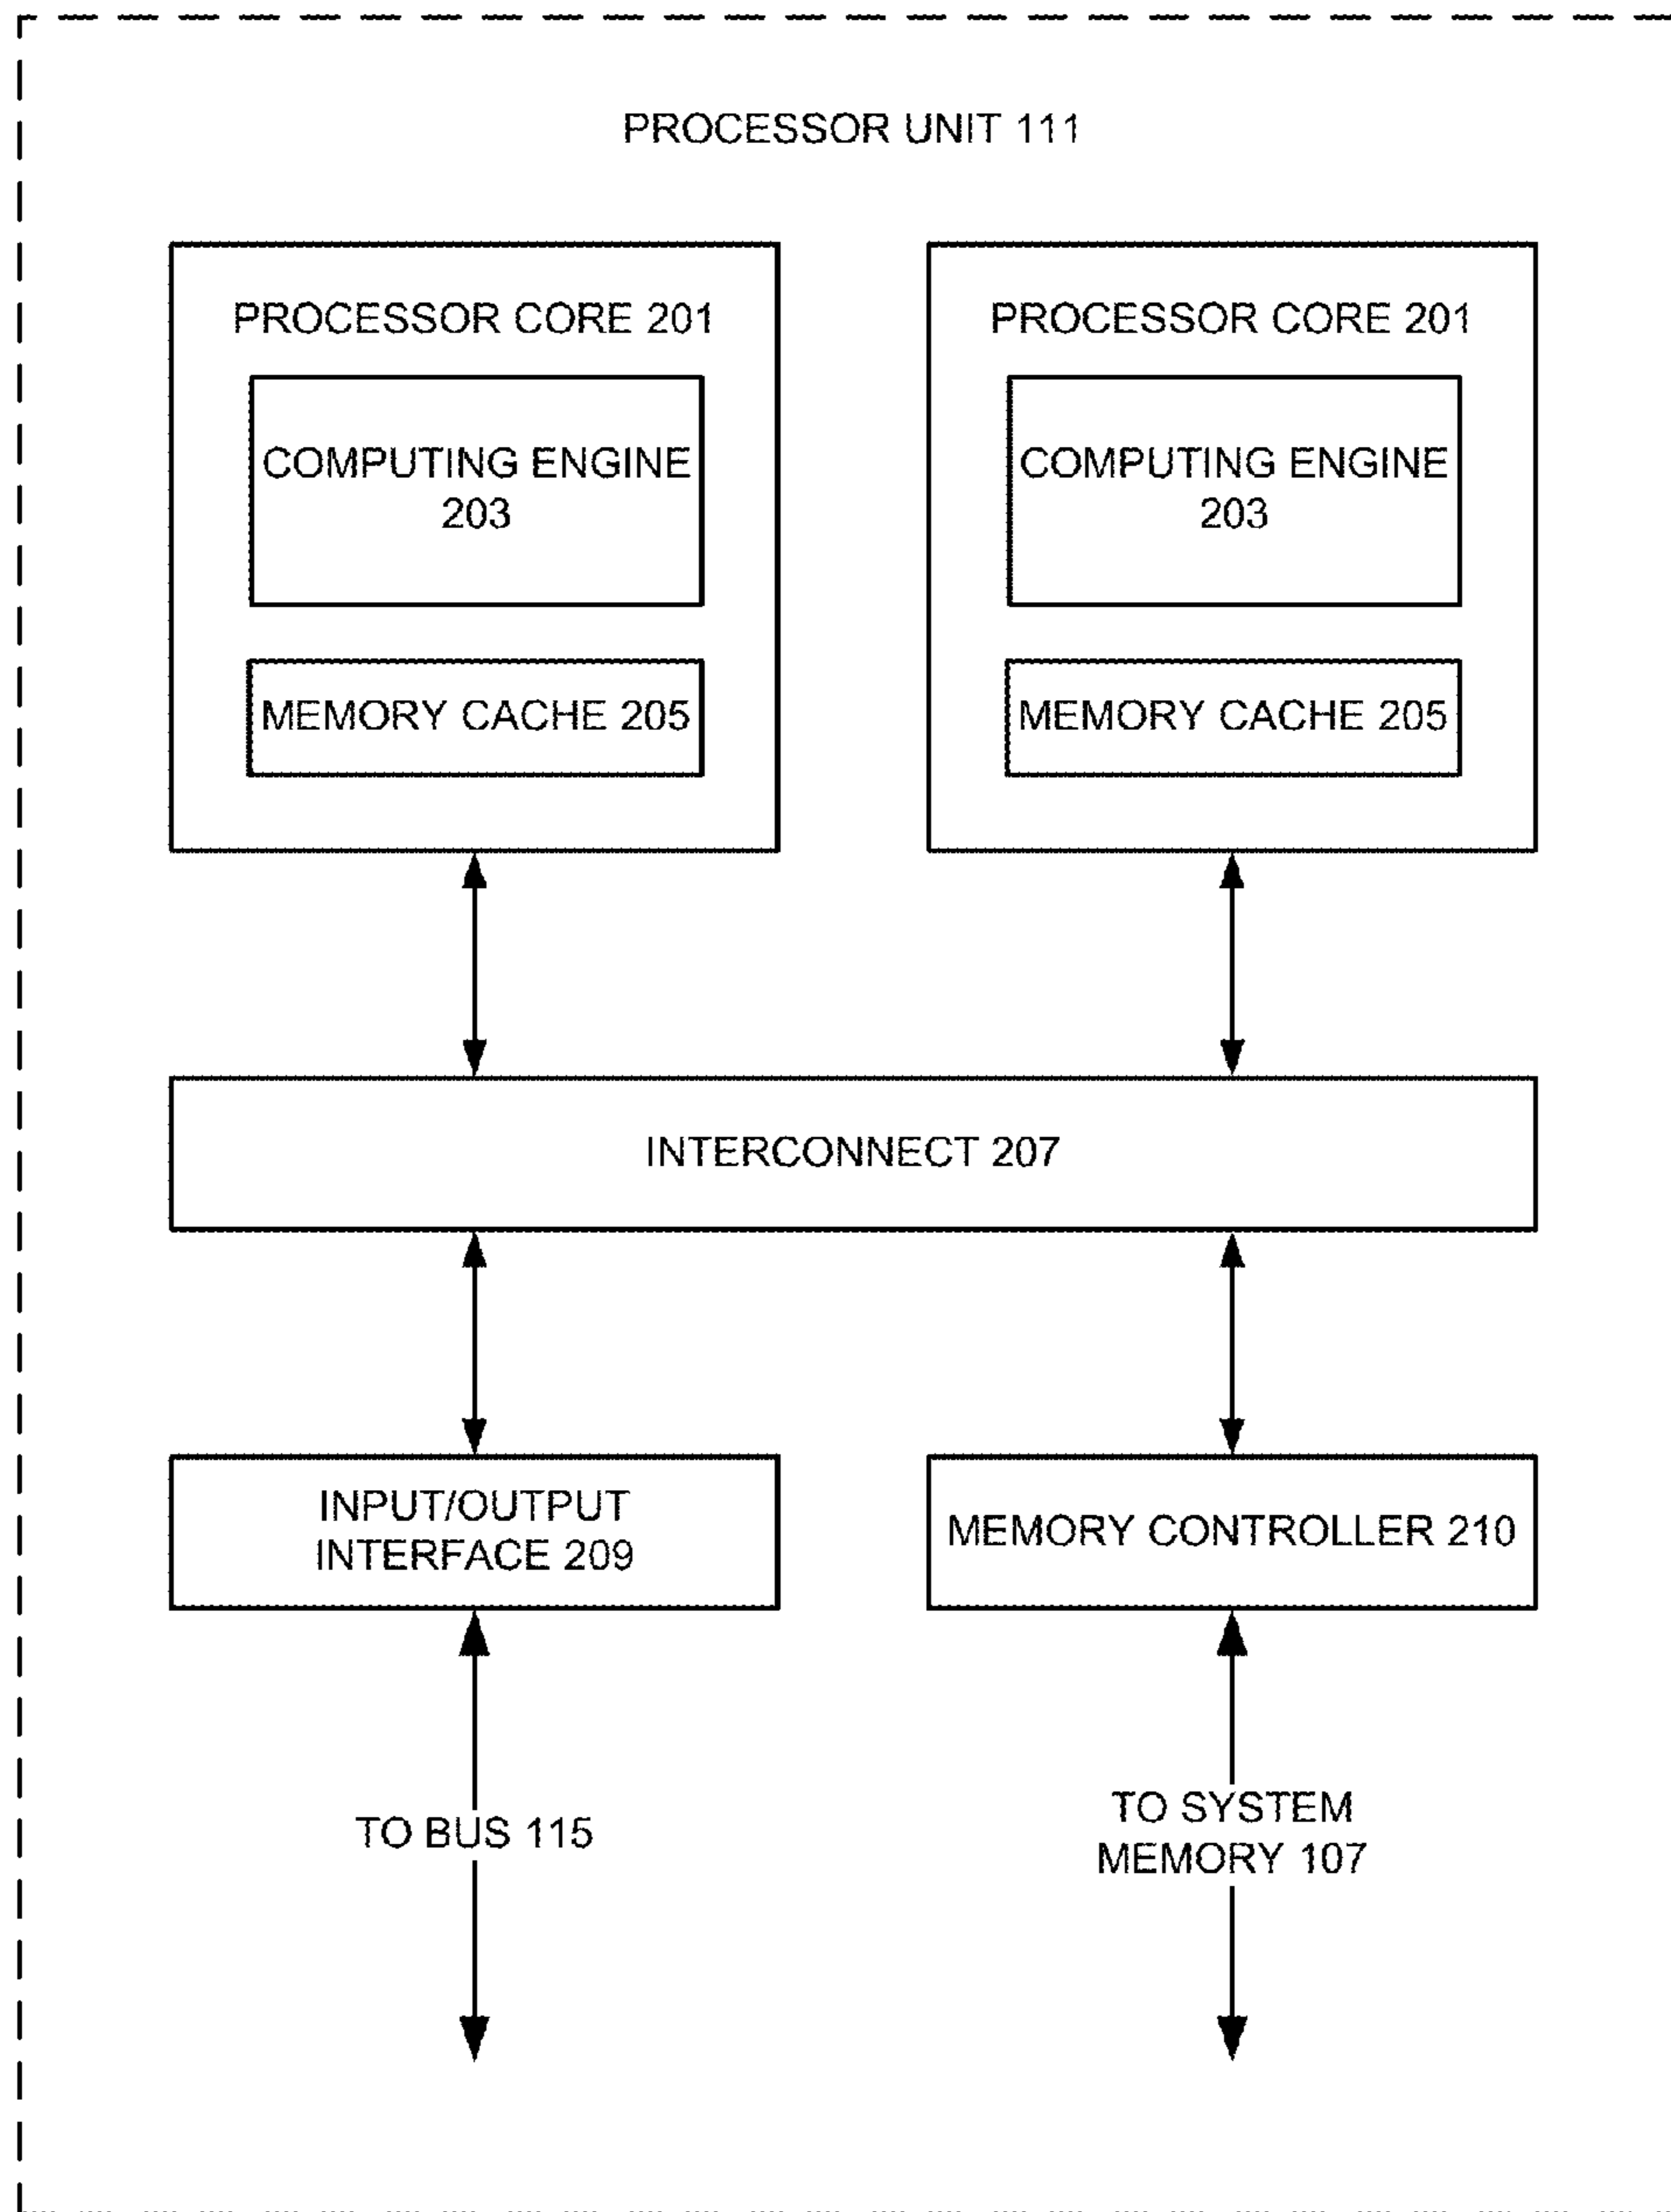 PROCESSOR UNIT 111
PROCESSOR CORE 201
COMPUTING ENGINE
203
MEMORY CACHE 205
PROCESSOR CORE 201
COMPUTING ENGINE
203
MEMORY CACHE 205
INTERCONNECT 207
INPUT/OUTPUT
INTERFACE 209
MEMORY CONTROLLER 210
TO BUS 115
TO SYSTEM
MEMORY 107